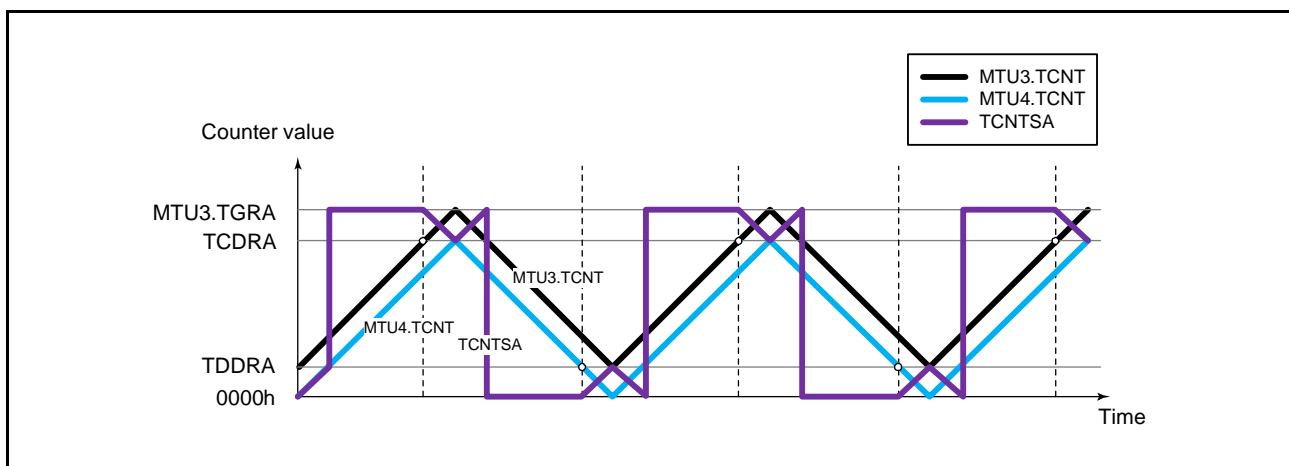 MTU3.TCNT
MTU4.TCNT
TCNTSA
Counter value
MTU3.TGRA
TCDRA
MTU3.TCNT
MTU4.TCNT
TCNTSA
TDDRA
0000h
Time